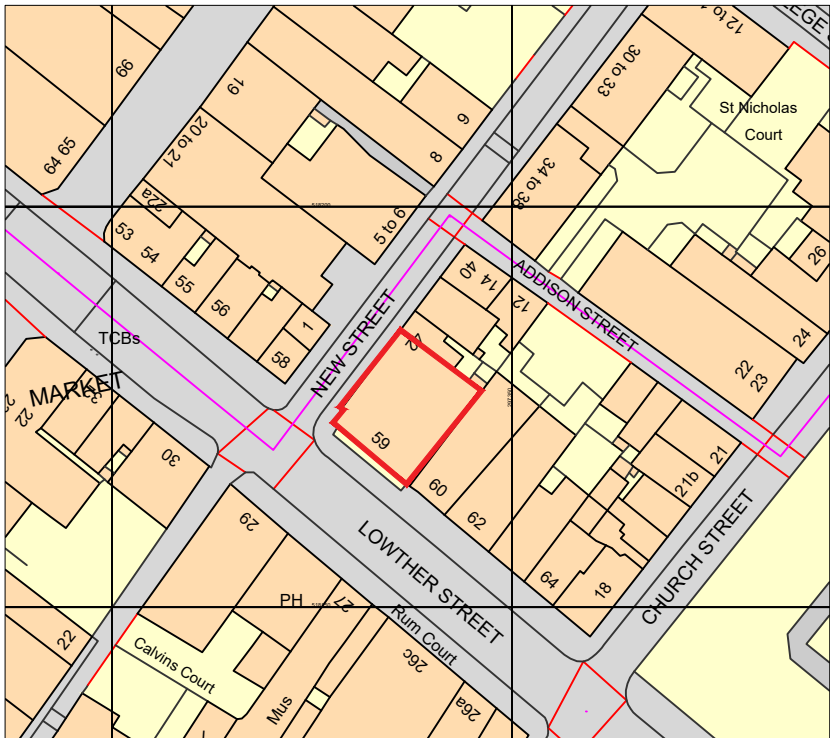 12 to 1
LEGE S
66
30 to 33
19
St Nicholas
Court
9
20 to 21
64 65
8
34 to 38
22a
5 to 6
53
54
26
55
40
14
ADDISON STREET
56
12
1
NEW STREET
TCBs
24
58
22
23
MARKET
22
59
30
21
60
21b
62
29
LOWTHER STREET
CHURCH STREET
64
18
PH
27
Rum Court
22
Calvins Court
26c
Mus
26a